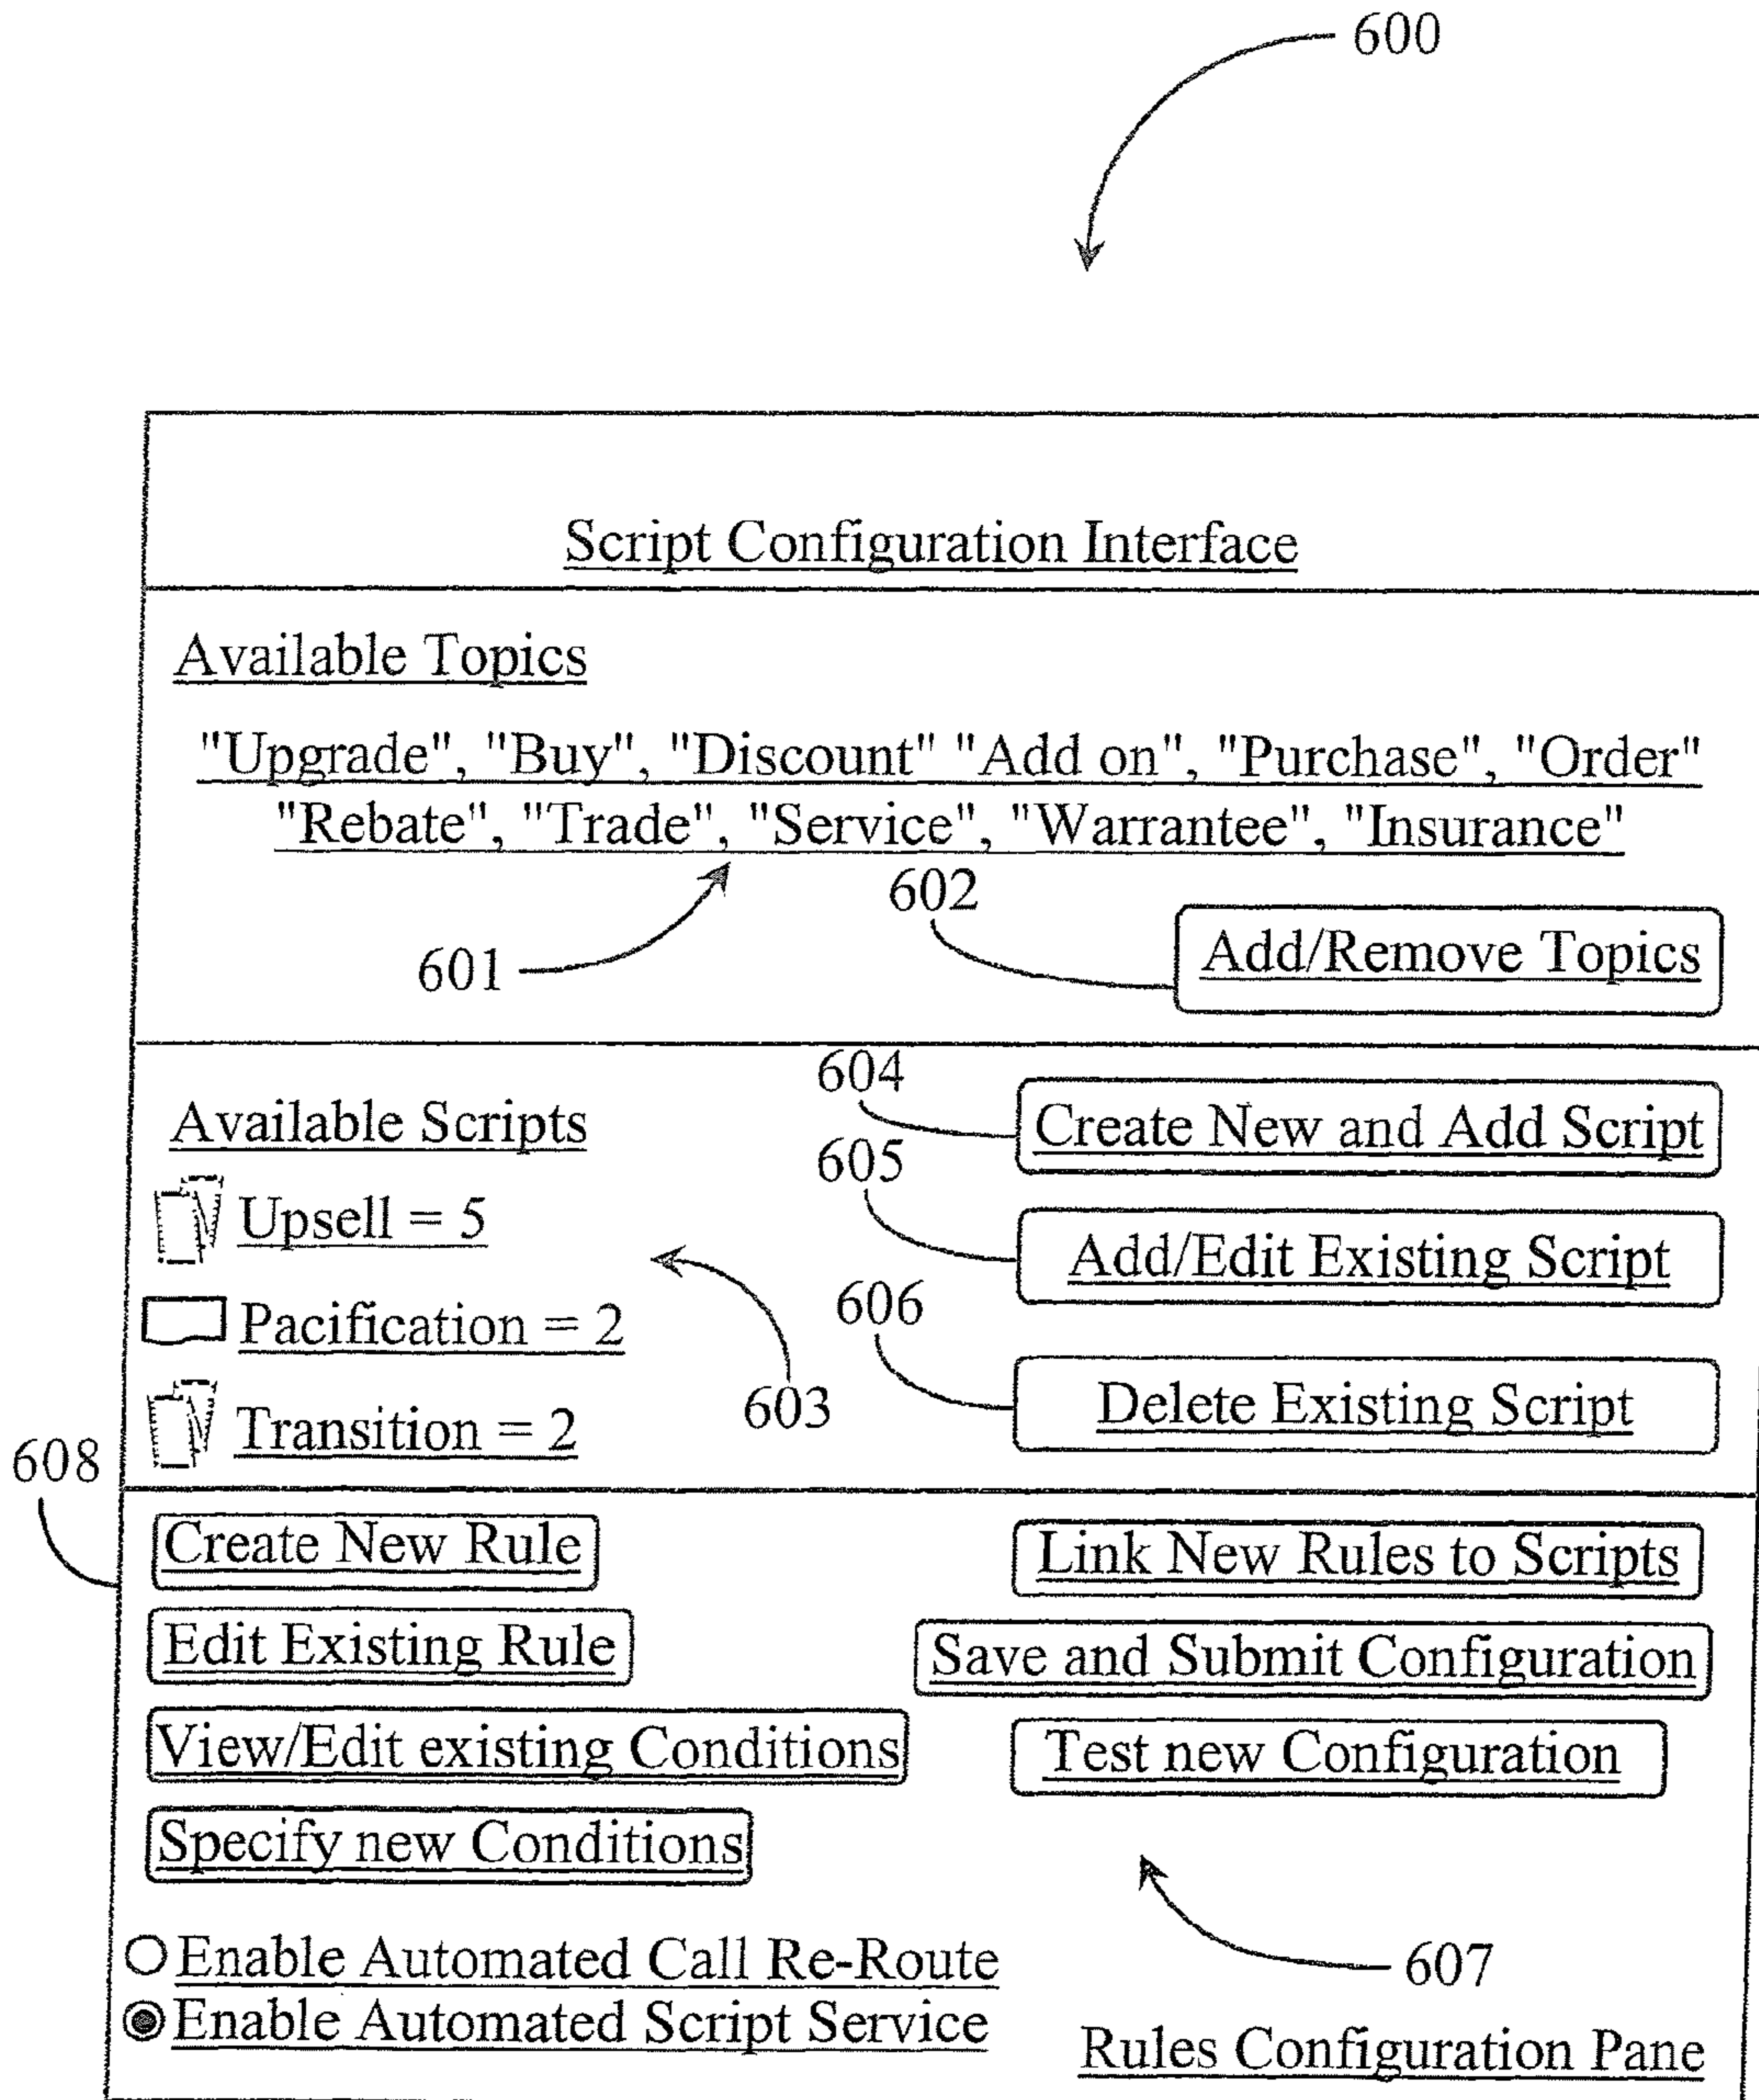 600
Script Configuration Interface
Available Topics
"Upgrade", "Buy", "Discount" "Add on", "Purchase", "Order"
"Rebate", "Trade", "Service", "Warrantee", "Insurance"
601
602
Add/Remove Topics
Available Scripts
Upsell = 5
Pacification = 2
Transition = 2
603
604
Create New and Add Script
605
Add/Edit Existing Script
606
Delete Existing Script
608
Create New Rule
Edit Existing Rule
View/Edit existing Conditions
Specify new Conditions
Link New Rules to Scripts
Save and Submit Configuration
Test new Configuration
607
Enable Automated Call Re-Route
Enable Automated Script Service
Rules Configuration Pane